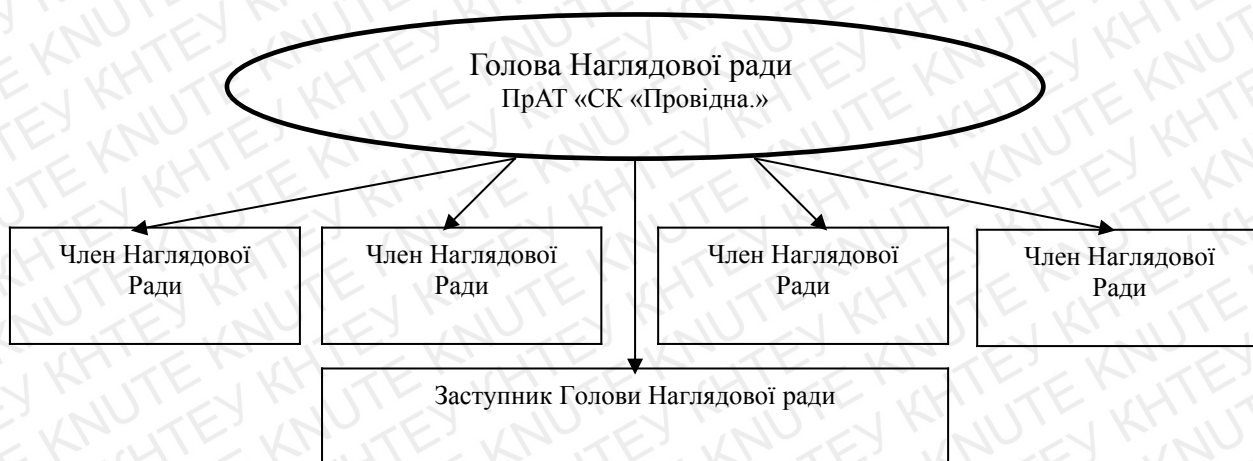 Голова Наглядової ради
ПрАТ «СК «Провідна.»
Член Наглядової
Ради
Член Наглядової
Ради
Член Наглядової
Ради
Член Наглядової
Ради
Заступник Голови Наглядової ради